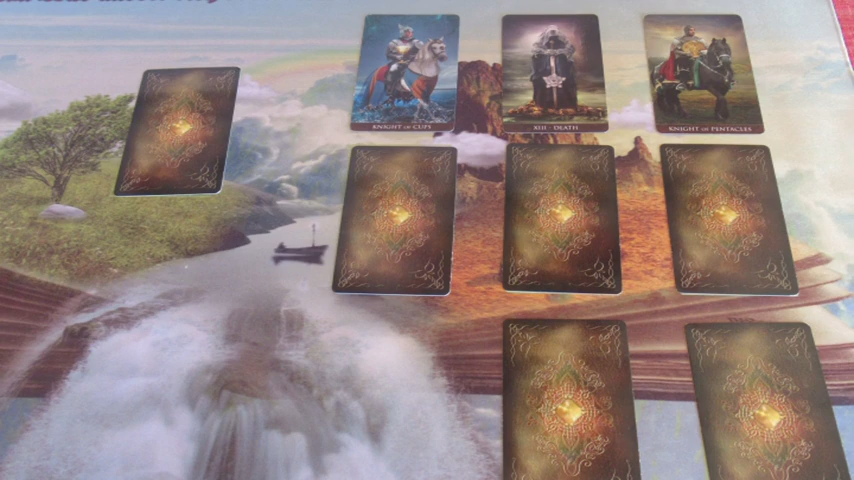 KNIGHT OF CUPS
XIII · DEATH
KNIGHT OF PENTACLES